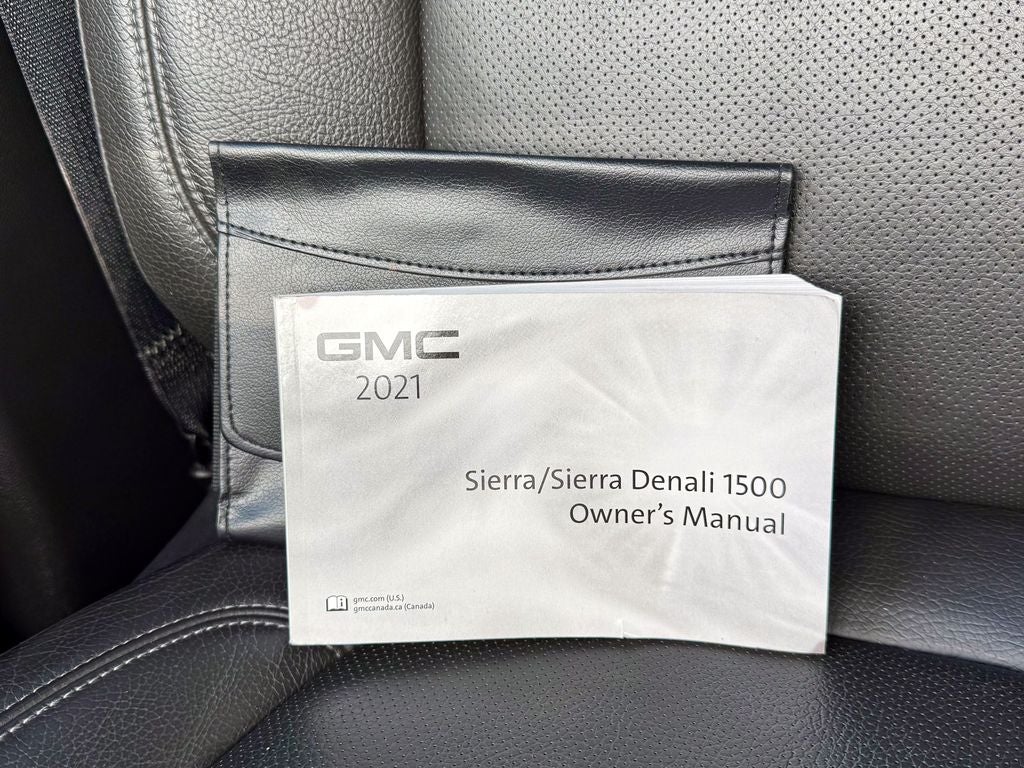 GMC
2021
Sierra/Sierra Denali 1500
Owner's Manual
gmc.com (U.S.)
gmccanada.ca (Canada)